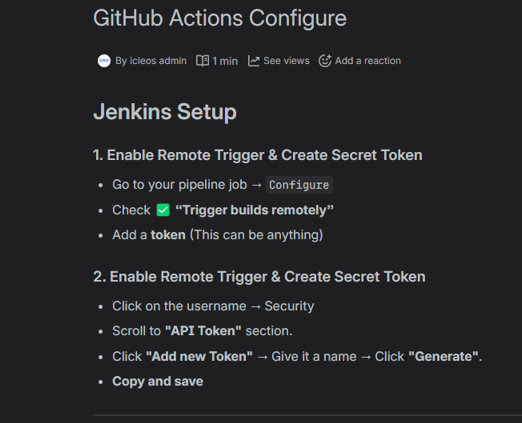 GitHub Actions Configure
By icleos admin 1 min See views Add a reaction
Jenkins Setup
1. Enable Remote Trigger & Create Secret Token
• Go to your pipeline job → Configure
• Check ✅ “Trigger builds remotely”
• Add a token (This can be anything)
2. Enable Remote Trigger & Create Secret Token
• Click on the username → Security
• Scroll to "API Token" section.
• Click "Add new Token" → Give it a name → Click "Generate".
• Copy and save